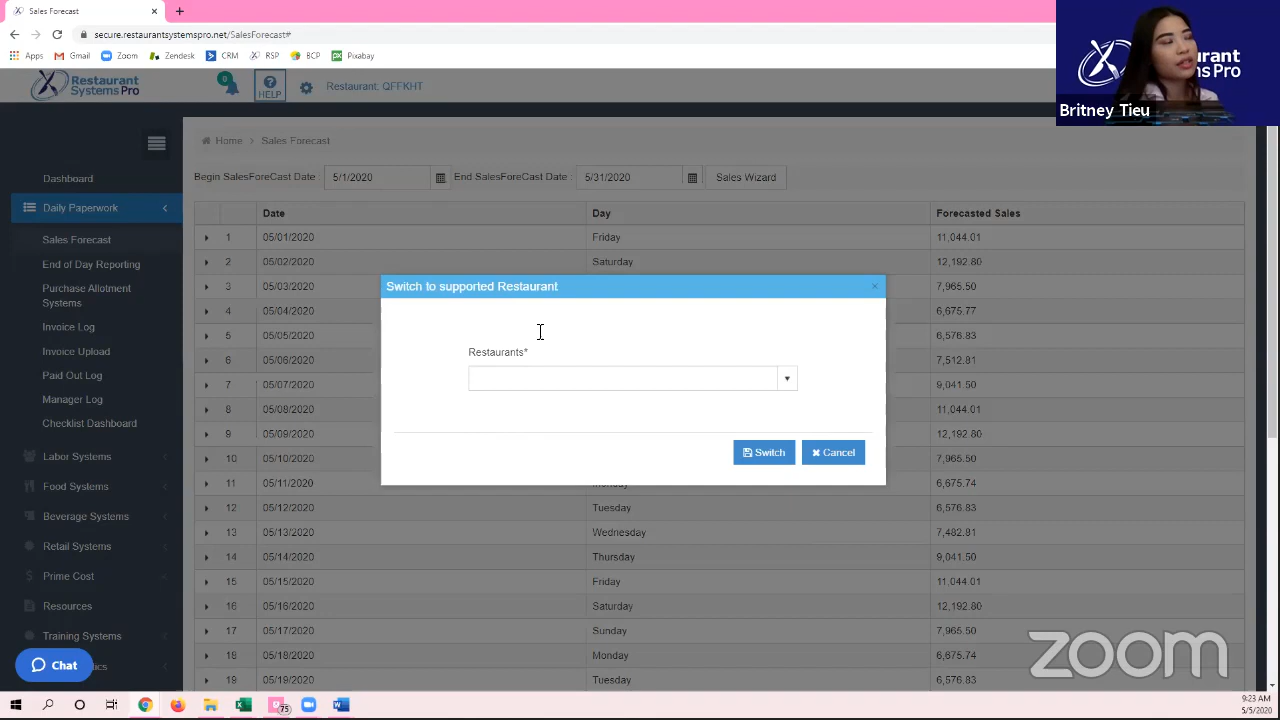 Sales Forecast
secure.restaurantsystemspro.net/SalesForecast#
Apps Gmail Zoom Zendesk CRM RSP BCP Pixabay
Restaurant Systems Pro
0
HELP
Restaurant: QFFKHT
Britney Tieu
Home > Sales Forecast
Begin SalesForeCast Date : 5/1/2020 End SalesForeCast Date : 5/31/2020 Sales Wizard
Dashboard
Daily Paperwork
Sales Forecast
End of Day Reporting
Purchase Allotment Systems
Invoice Log
Invoice Upload
Paid Out Log
Manager Log
Checklist Dashboard
Labor Systems
Food Systems
Beverage Systems
Retail Systems
Prime Cost
Resources
Training Systems
Chat
Date Day Forecasted Sales
1 05/01/2020 Friday 11,044.01
2 05/02/2020 Saturday 12,192.80
3 05/03/2020 7,965.50
4 05/04/2020 6,675.77
5 05/05/2020 6,576.83
6 05/06/2020 7,512.81
7 05/07/2020 9,041.50
8 05/08/2020 11,044.01
9 05/09/2020 12,192.80
10 05/10/2020 7,965.50
11 05/11/2020 Monday 6,675.74
12 05/12/2020 Tuesday 6,576.83
13 05/13/2020 Wednesday 7,482.81
14 05/14/2020 Thursday 9,041.50
15 05/15/2020 Friday 11,044.01
16 05/16/2020 Saturday 12,192.80
17 05/17/2020 Sunday 7,965.50
18 05/18/2020 Monday 6,675.74
19 05/19/2020 Tuesday 6,576.83
Switch to supported Restaurant
×
Restaurants*
Switch Cancel
zoom
75
9:23 AM
5/5/2020